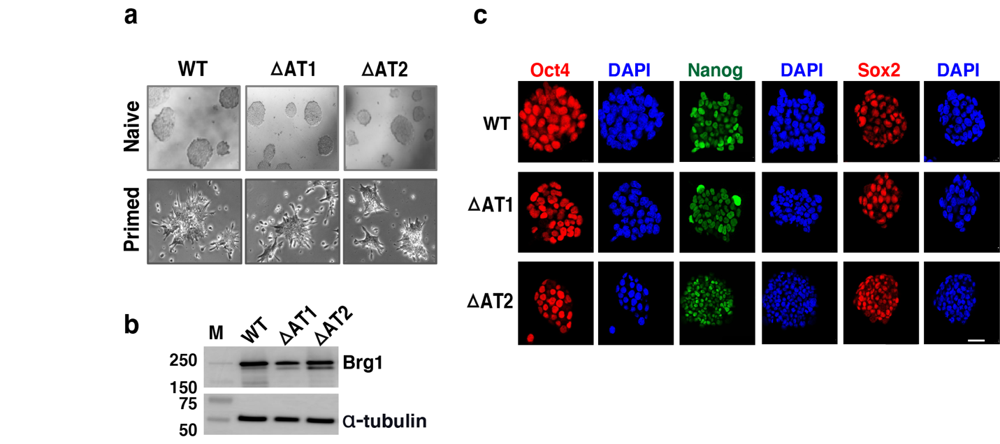 a
WT ΔAT1 ΔAT2
Naive
Primed
b
M WT ΔAT1 ΔAT2
250
150
Brg1
75
50
α-tubulin
c
Oct4 DAPI Nanog DAPI Sox2 DAPI
WT
ΔAT1
ΔAT2